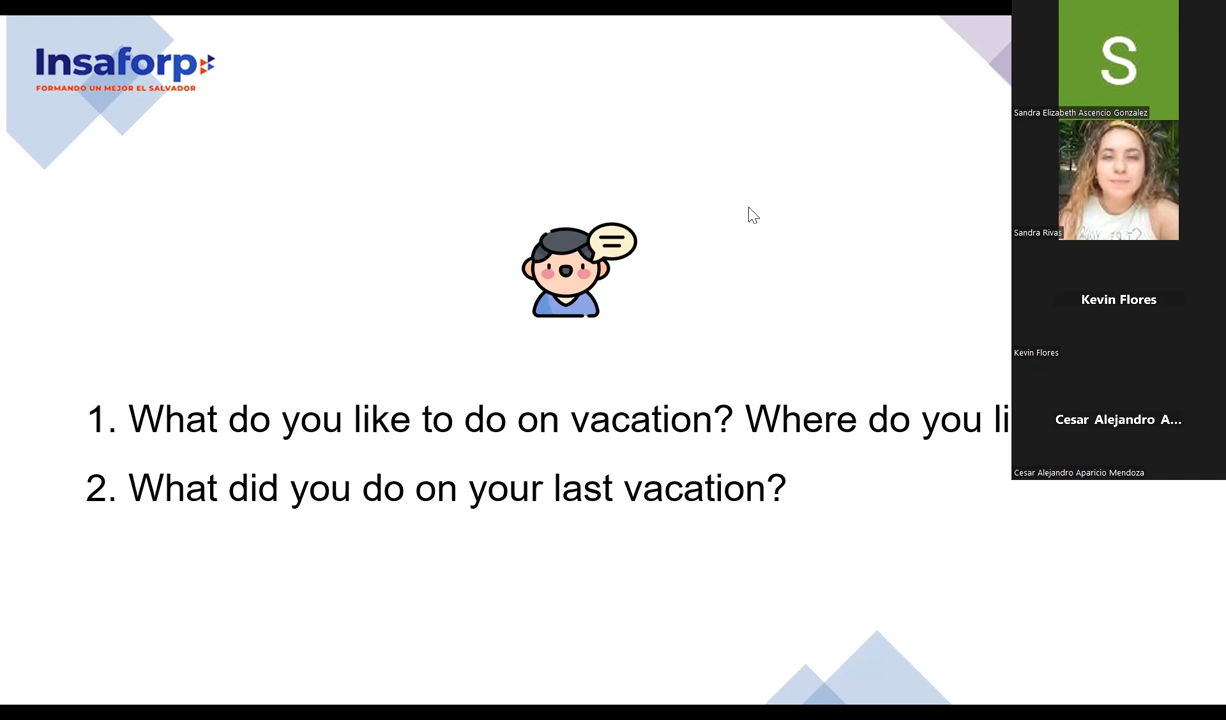 Insaforp
FORMANDO UN MEJOR EL SALVADOR
1. What do you like to do on vacation? Where do you li
2. What did you do on your last vacation?
S
Sandra Elizabeth Ascencio Gonzalez
Sandra Rivas
Kevin Flores
Kevin Flores
Cesar Alejandro A...
Cesar Alejandro Aparicio Mendoza